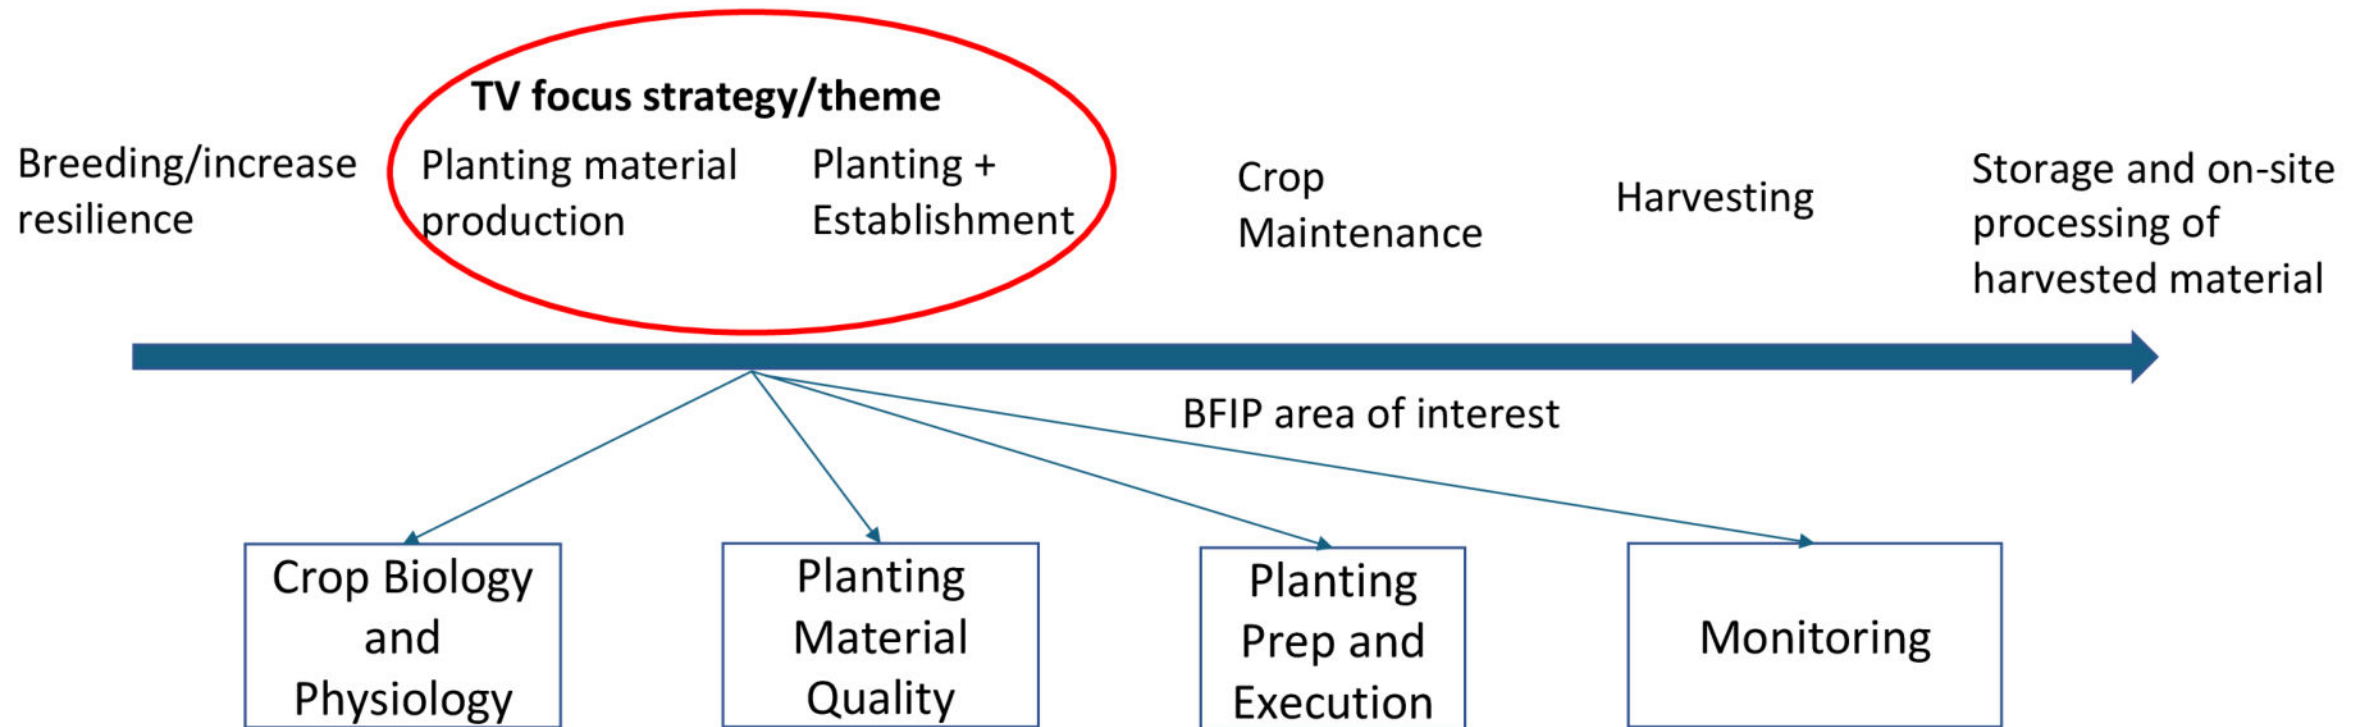 TV focus strategy/theme
Breeding/increase
resilience
Planting material
production
Planting +
Establishment
Crop
Maintenance
Harvesting
Storage and on-site
processing of
harvested material
BFIP area of interest
Crop Biology
and
Physiology
Planting
Material
Quality
Planting
Prep and
Execution
Monitoring